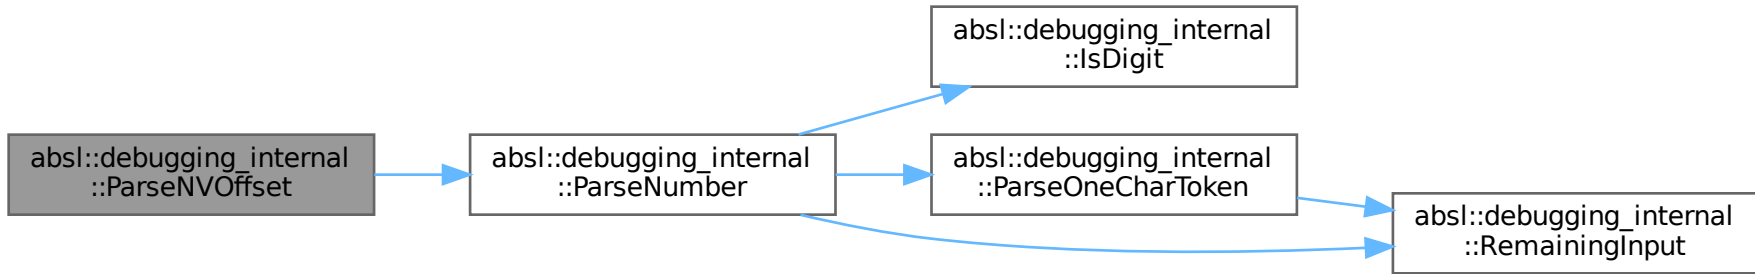 absl::debugging_internal
::ParseNVOffset
absl::debugging_internal
::ParseNumber
absl::debugging_internal
::IsDigit
absl::debugging_internal
::ParseOneCharToken
absl::debugging_internal
::RemainingInput